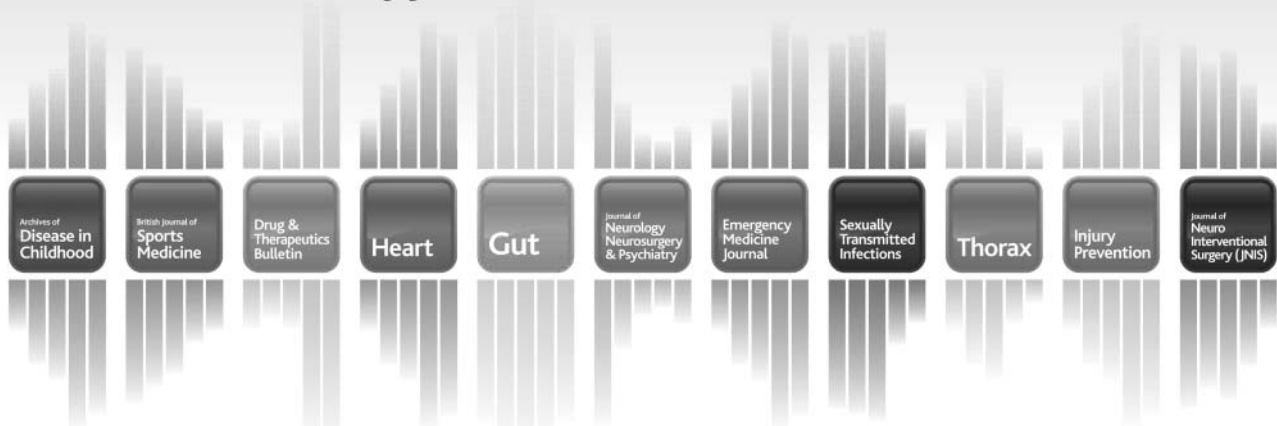 Archives of
Disease in
Childhood
British Journal of
Sports
Medicine
Drug &
Therapeutics
Bulletin
Heart
Gut
Journal of
Neurology
Neurosurgery
& Psychiatry
Emergency
Medicine
Journal
Sexually
Transmitted
Infections
Thorax
Injury
Prevention
Journal of
Neuro
Interventional
Surgery (JNIS)